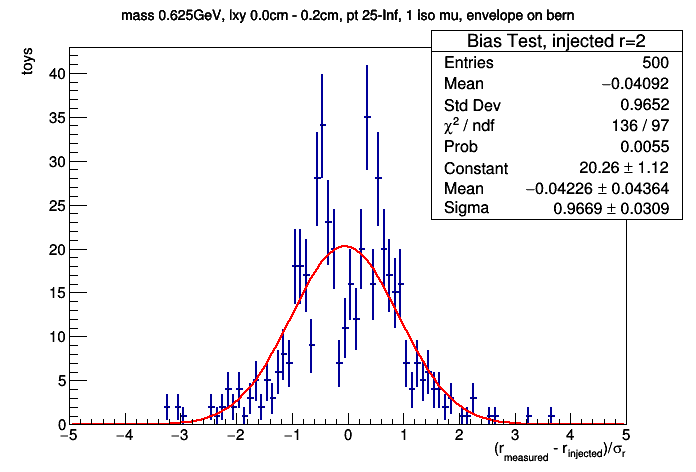 mass 0.625GeV, lxy 0.0cm - 0.2cm, pt 25-Inf, 1 Iso mu, envelope on bern
toys
Bias Test, injected r=2
Entries 500
Mean −0.04092
Std Dev 0.9652
χ² / ndf 136 / 97
Prob 0.0055
Constant 20.26 ± 1.12
Mean −0.04226 ± 0.04364
Sigma 0.9669 ± 0.0309
40
35
30
25
20
15
10
5
0
−5 −4 −3 −2 −1 0 1 2 3 4 5
(r_measured - r_injected)/σ_r